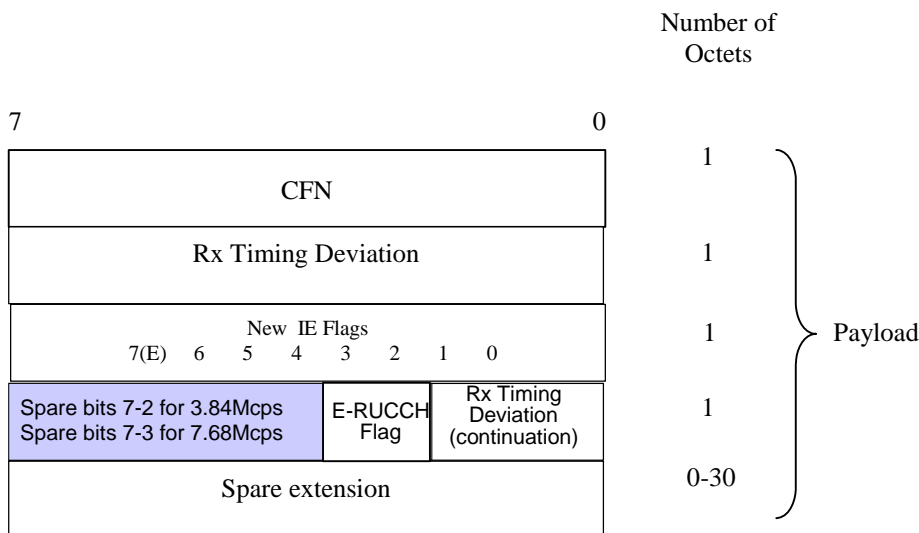 Number of
Octets
7 0
CFN 1
Rx Timing Deviation 1
New IE Flags
7(E) 6 5 4 3 2 1 0
1
Payload
Spare bits 7-2 for 3.84Mcps
Spare bits 7-3 for 7.68Mcps
E-RUCCH
Flag
Rx Timing
Deviation
(continuation)
1
Spare extension 0-30